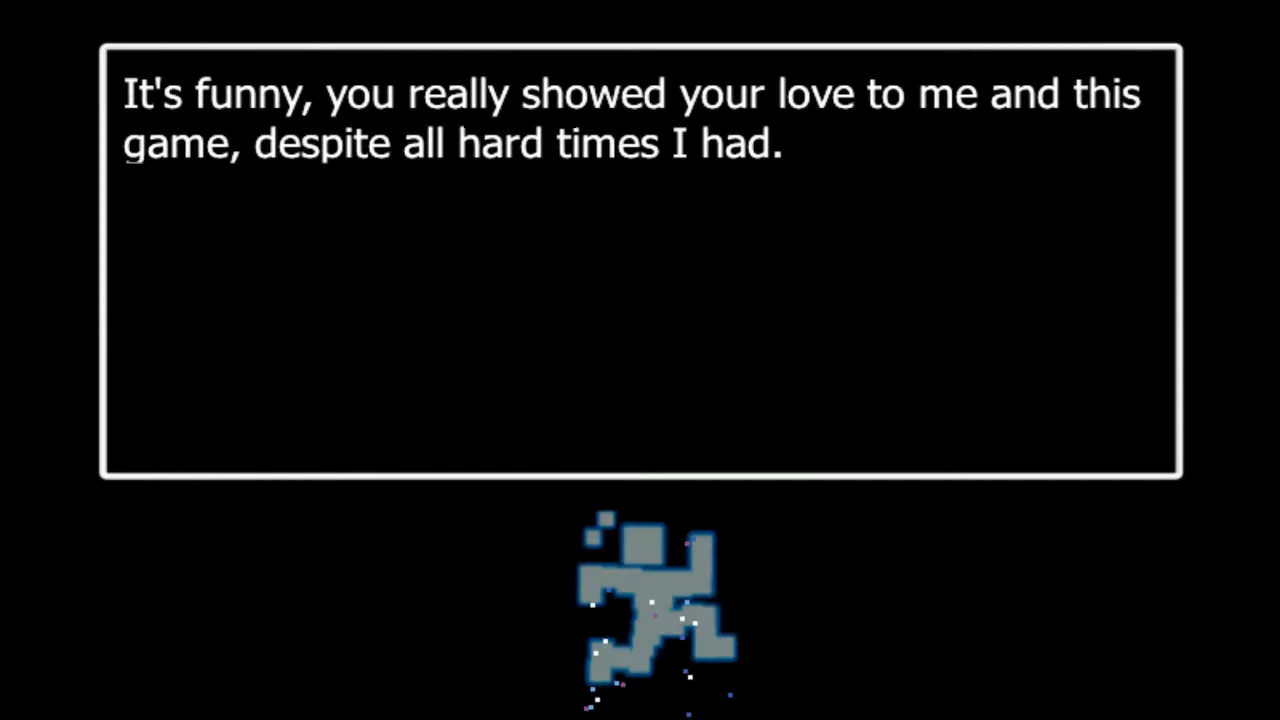 It's funny, you really showed your love to me and this
game, despite all hard times I had.